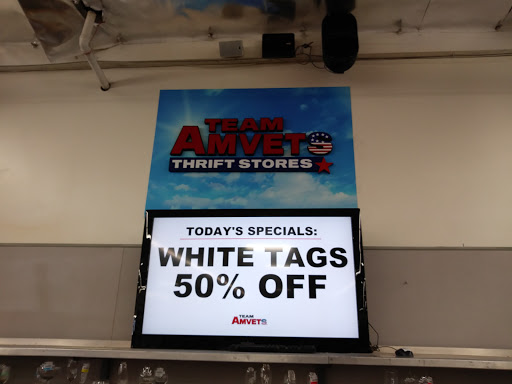 TEAM
AMVETS
THRIFT STORES
TODAY'S SPECIALS:
WHITE TAGS
50% OFF
TEAM
AMVETS